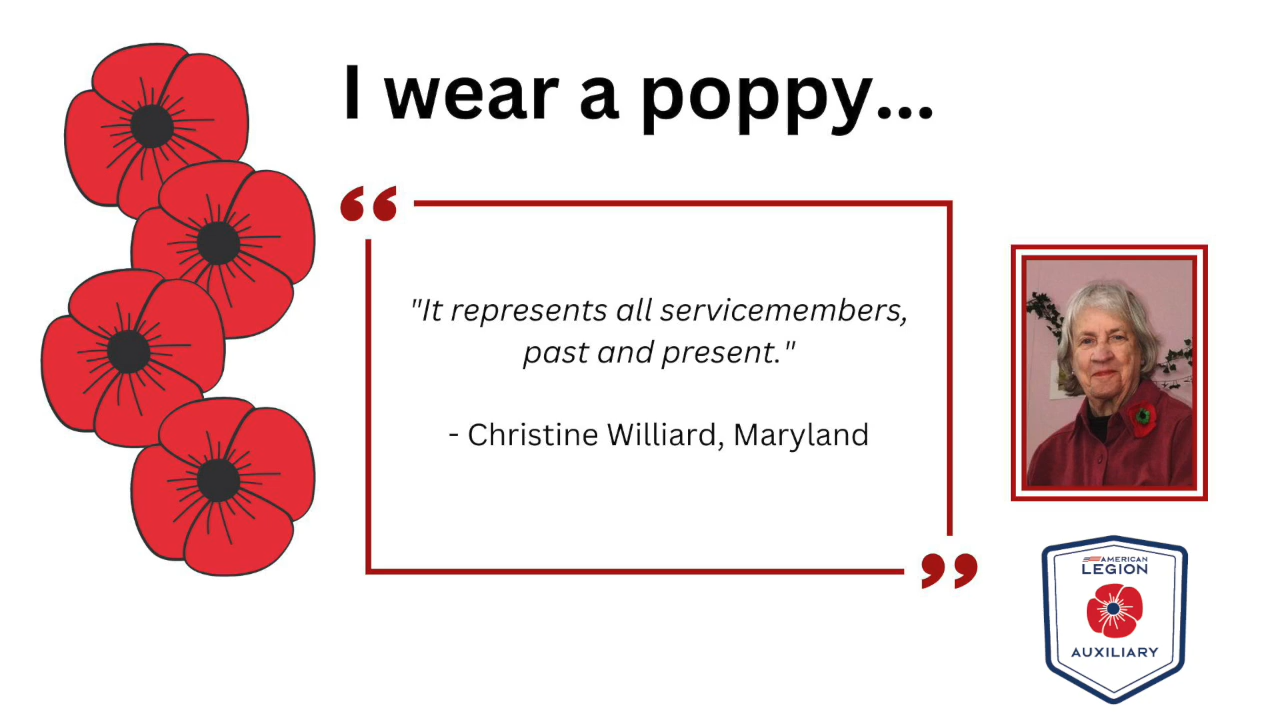 I wear a poppy...
"It represents all servicemembers,
past and present."
- Christine Williard, Maryland
AMERICAN
LEGION
AUXILIARY